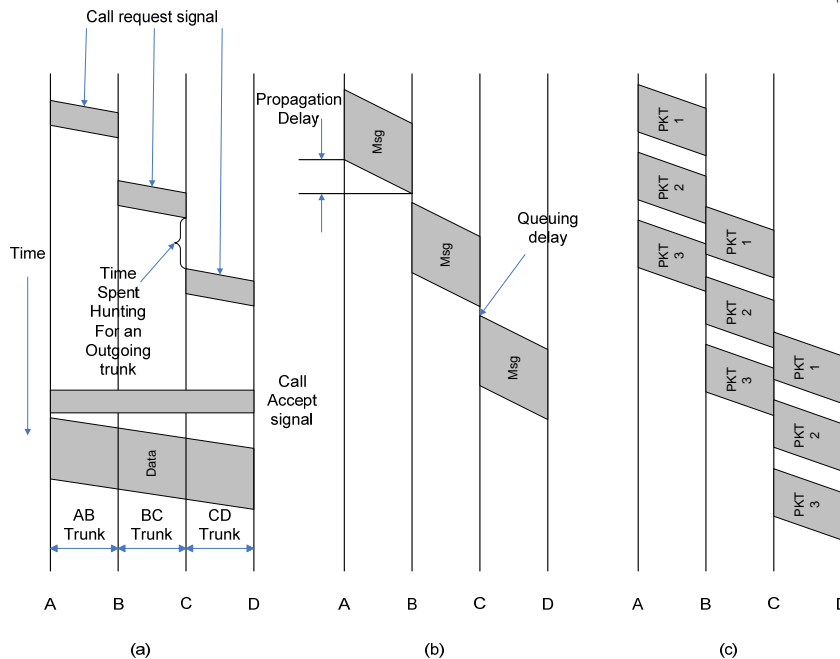 Call request signal
Propagation
Delay
Msg
Msg
Msg
Queuing
delay
PKT
1
PKT
2
PKT
3
PKT
1
PKT
2
PKT
3
PKT
1
PKT
2
PKT
3
Time
Time
Spent
Hunting
For an
Outgoing
trunk
Call
Accept
signal
Data
AB
Trunk
BC
Trunk
CD
Trunk
A
B
C
D
A
B
C
D
A
B
C
D
(a)
(b)
(c)